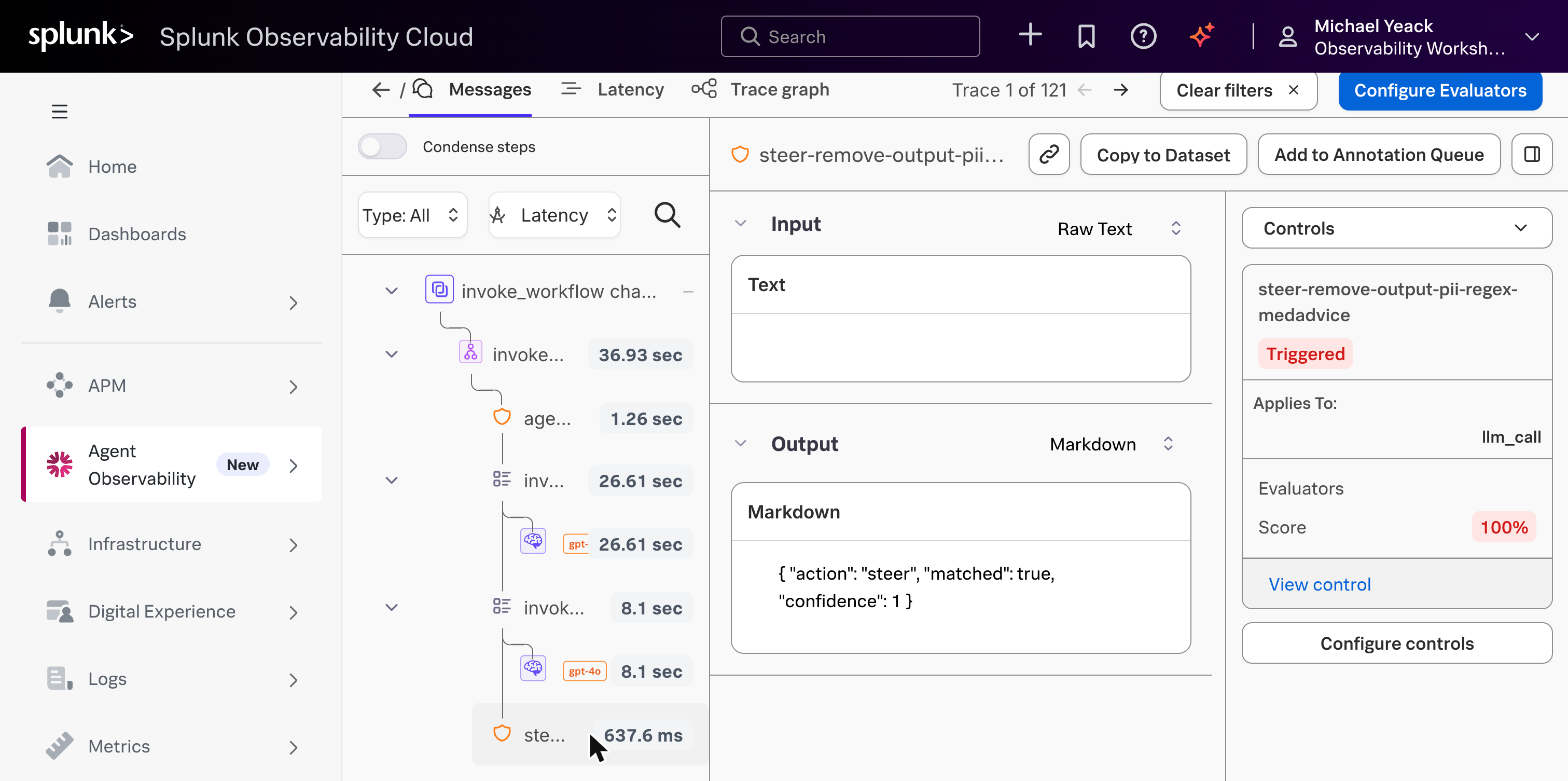 splunk>
Splunk Observability Cloud
Search
Michael Yeack
Observability Worksh...
Home
Dashboards
Alerts
APM
Agent
Observability
New
Infrastructure
Digital Experience
Logs
Metrics
/
Messages
Latency
Trace graph
Trace 1 of 121
Clear filters
Configure Evaluators
Condense steps
Type: All
Latency
invoke_workflow cha...
invoke...
36.93 sec
age...
1.26 sec
inv...
26.61 sec
gpt-
26.61 sec
invok...
8.1 sec
gpt-4o
8.1 sec
ste...
637.6 ms
steer-remove-output-pii...
Copy to Dataset
Add to Annotation Queue
Input
Raw Text
Text
Output
Markdown
Markdown
{ "action": "steer", "matched": true,
"confidence": 1 }
Controls
steer-remove-output-pii-regex-
medadvice
Triggered
Applies To:
llm_call
Evaluators
Score
100%
View control
Configure controls